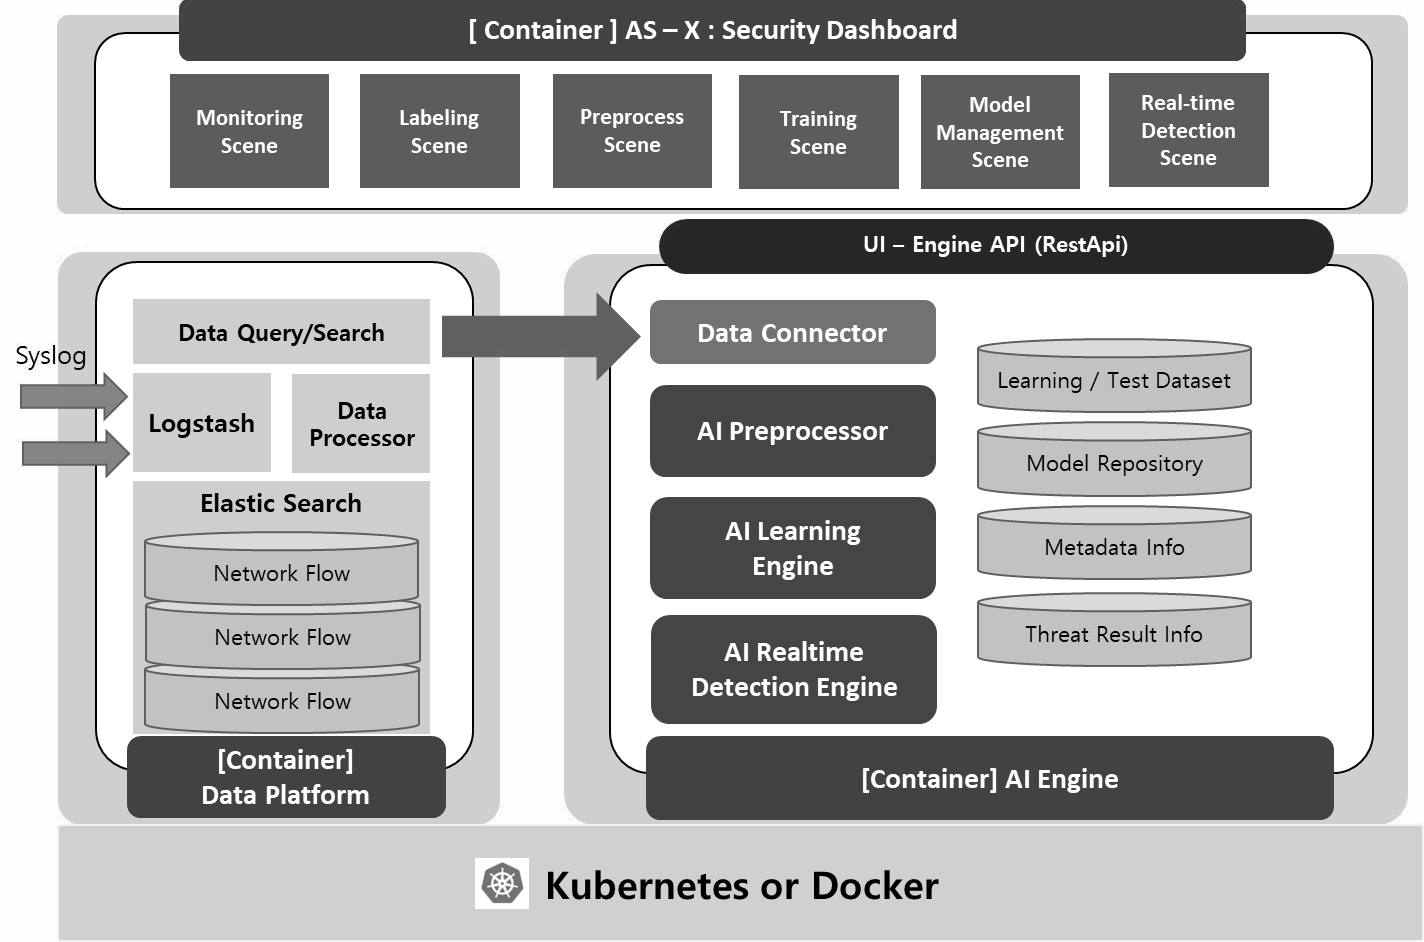 [ Container ] AS – X : Security Dashboard
Monitoring
Scene
Labeling
Scene
Preprocess
Scene
Training
Scene
Model
Management
Scene
Real-time
Detection
Scene
UI – Engine API (RestApi)
Syslog
Data Query/Search
Logstash
Data
Processor
Elastic Search
Network Flow
Network Flow
Network Flow
[Container]
Data Platform
Data Connector
AI Preprocessor
AI Learning
Engine
AI Realtime
Detection Engine
Learning / Test Dataset
Model Repository
Metadata Info
Threat Result Info
[Container] AI Engine
Kubernetes or Docker